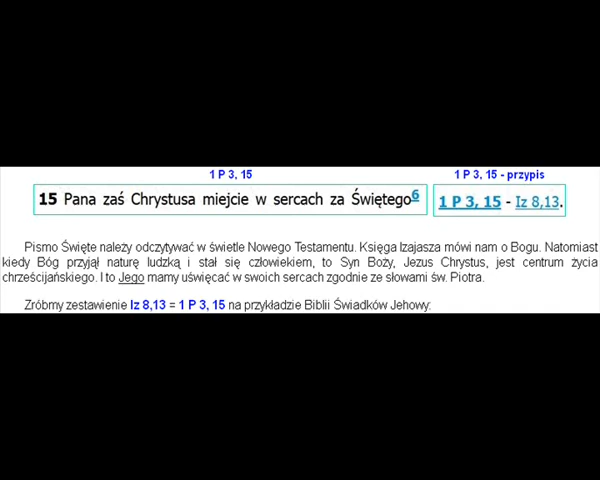 1 P 3, 15 1 P 3, 15 - przypis
15 Pana zaś Chrystusa miejcie w sercach za Świętego6 1 P 3, 15 - Iz 8,13.
Pismo Święte należy odczytywać w świetle Nowego Testamentu. Księga Izajasza mówi nam o Bogu. Natomiast
kiedy Bóg przyjął naturę ludzką i stał się człowiekiem, to Syn Boży, Jezus Chrystus, jest centrum życia
chrześcijańskiego. I to Jego mamy uświęcać w swoich sercach zgodnie ze słowami św. Piotra.
Zróbmy zestawienie Iz 8,13 = 1 P 3, 15 na przykładzie Biblii Świadków Jehowy: